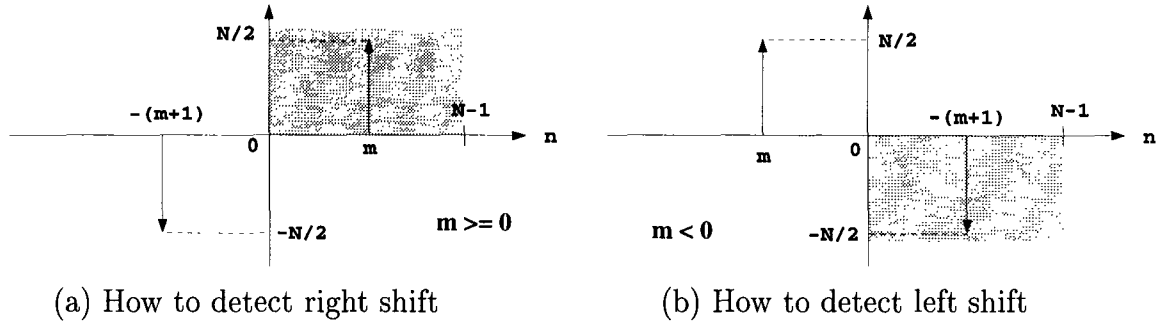 N/2
-(m+1)
N-1
0
m
n
-N/2
m >= 0
(a) How to detect right shift
N/2
-(m+1)
N-1
m
0
n
m < 0
-N/2
(b) How to detect left shift